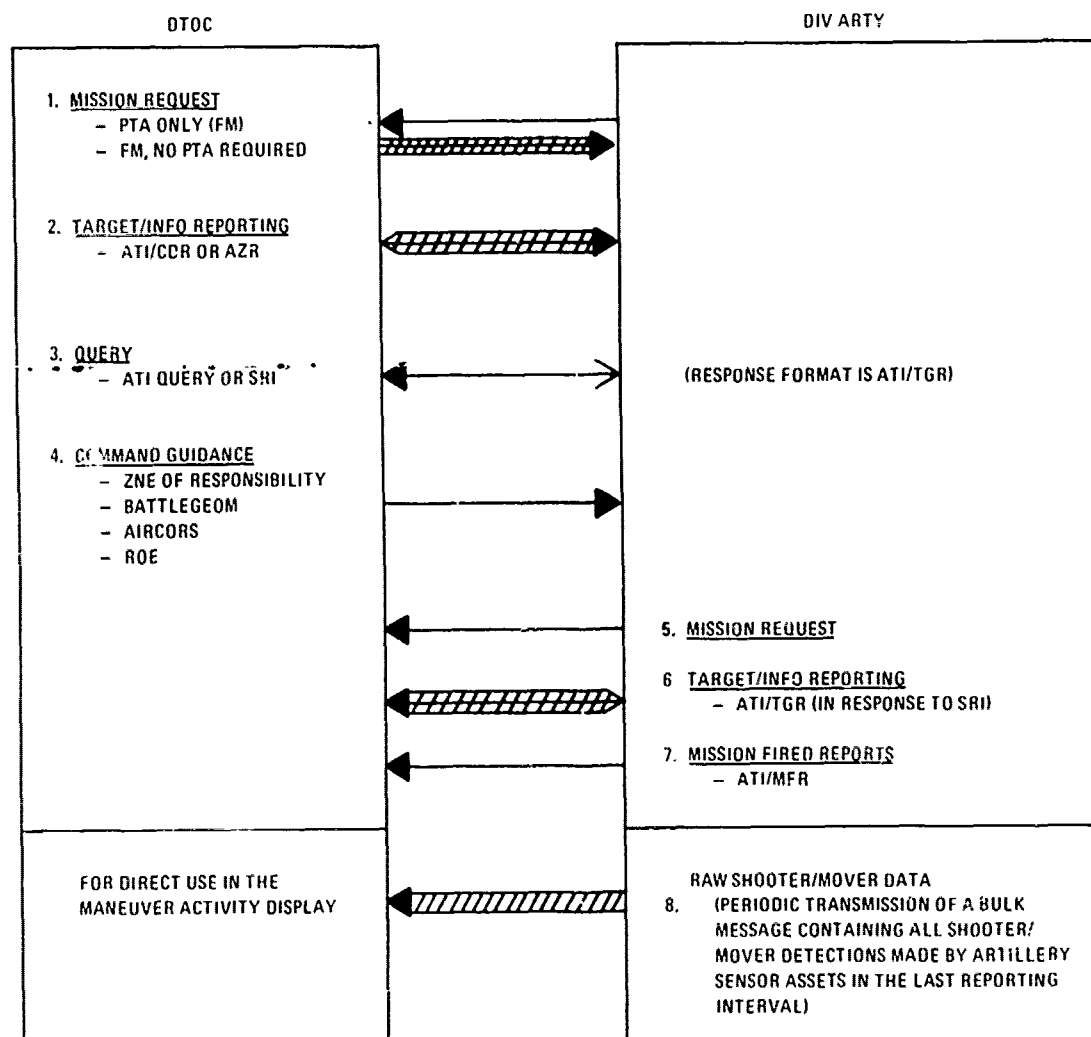 DTOC
DIV ARTY
1. MISSION REQUEST
– PTA ONLY (FM)
– FM, NO PTA REQUIRED
2. TARGET/INFO REPORTING
– ATI/CDR OR AZR
3. QUERY
– ATI QUERY OR SRI
(RESPONSE FORMAT IS ATI/TGR)
4. COMMAND GUIDANCE
– ZNE OF RESPONSIBILITY
– BATTLEGEOM
– AIRCORS
– ROE
5. MISSION REQUEST
6 TARGET/INFO REPORTING
– ATI/TGR (IN RESPONSE TO SRI)
7. MISSION FIRED REPORTS
– ATI/MFR
FOR DIRECT USE IN THE
MANEUVER ACTIVITY DISPLAY
RAW SHOOTER/MOVER DATA
8. (PERIODIC TRANSMISSION OF A BULK
MESSAGE CONTAINING ALL SHOOTER/
MOVER DETECTIONS MADE BY ARTILLERY
SENSOR ASSETS IN THE LAST REPORTING
INTERVAL)